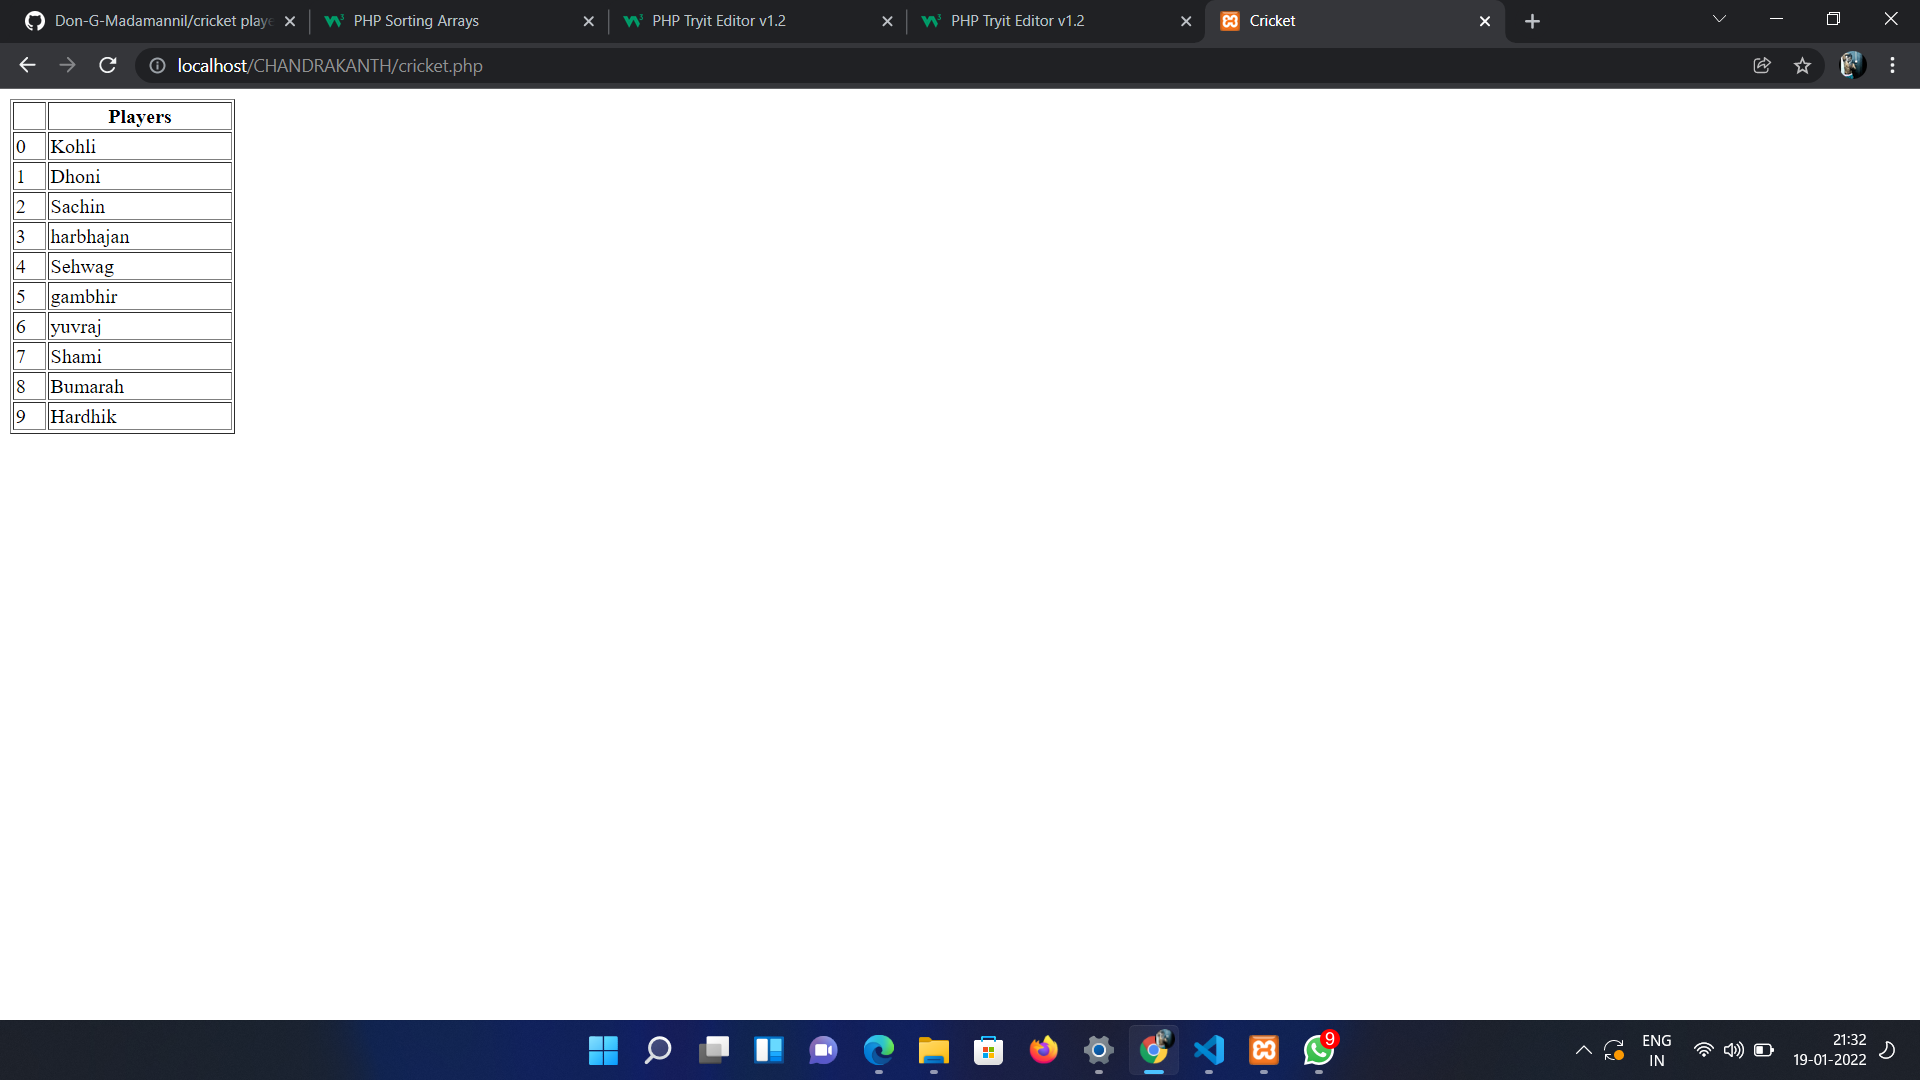 Don-G-Madamannil/cricket playe
PHP Sorting Arrays
PHP Tryit Editor v1.2
PHP Tryit Editor v1.2
Cricket
localhost/CHANDRAKANTH/cricket.php
Players
0 Kohli
1 Dhoni
2 Sachin
3 harbhajan
4 Sehwag
5 gambhir
6 yuvraj
7 Shami
8 Bumarah
9 Hardhik
9
ENG
IN
21:32
19-01-2022